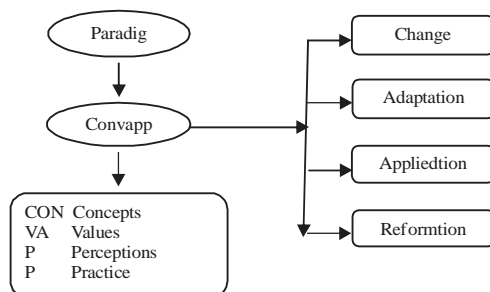 Paradig
Convapp
CON Concepts
VA Values
P Perceptions
P Practice
Change
Adaptation
Appliedtion
Reformtion